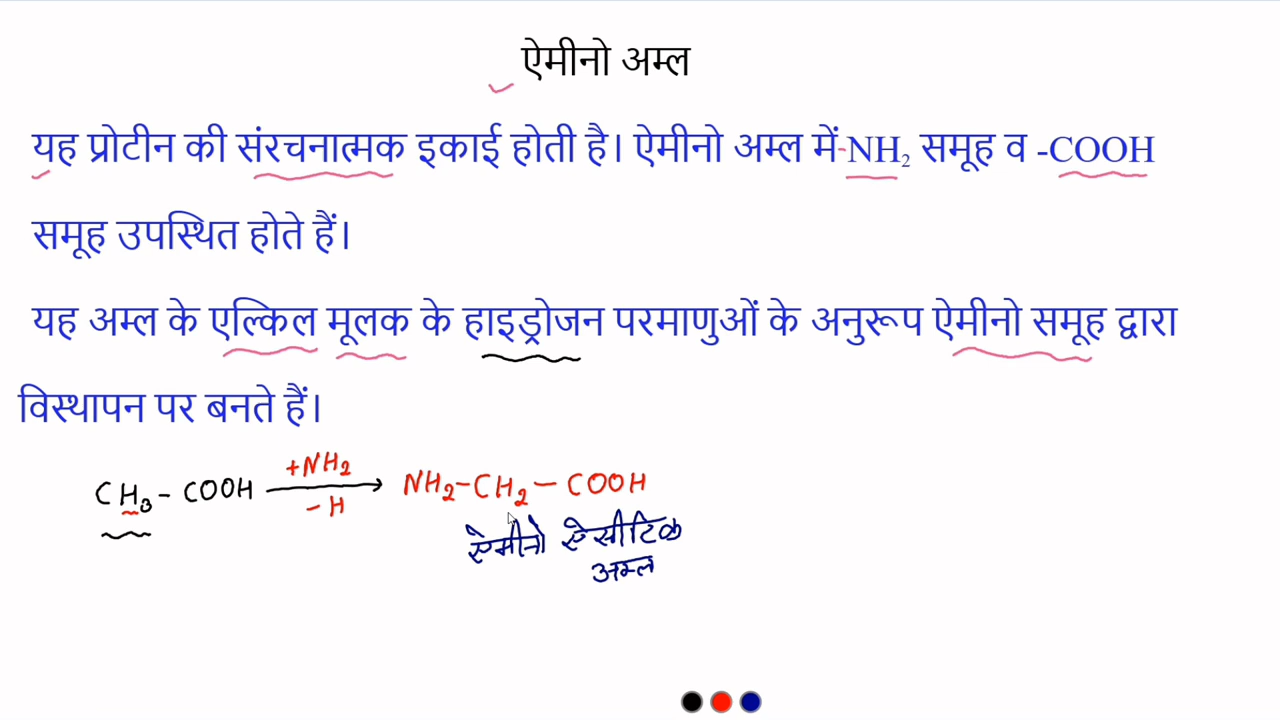 ऐमीनो अम्ल
यह प्रोटीन की संरचनात्मक इकाई होती है। ऐमीनो अम्ल में-NH₂ समूह व -COOH
समूह उपस्थित होते हैं।
यह अम्ल के एल्किल मूलक के हाइड्रोजन परमाणुओं के अनुरूप ऐमीनो समूह द्वारा
विस्थापन पर बनते हैं।
+NH₂
CH₃ - COOH → NH₂-CH₂-COOH
-H
ऐमीनो ऐसीटिक
अम्ल